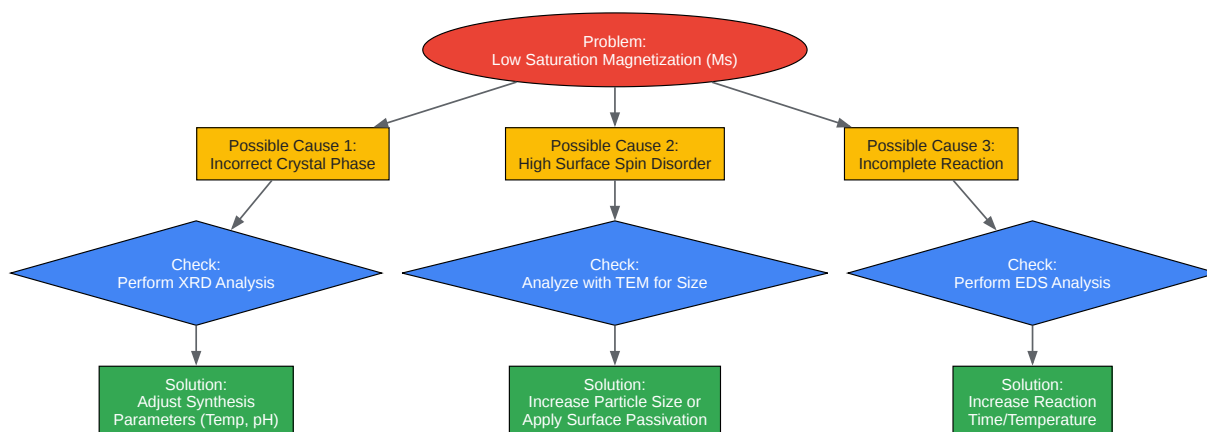 Problem:
Low Saturation Magnetization (Ms)
Possible Cause 1:
Incorrect Crystal Phase
Possible Cause 2:
High Surface Spin Disorder
Possible Cause 3:
Incomplete Reaction
Check:
Perform XRD Analysis
Check:
Analyze with TEM for Size
Check:
Perform EDS Analysis
Solution:
Adjust Synthesis
Parameters (Temp, pH)
Solution:
Increase Particle Size or
Apply Surface Passivation
Solution:
Increase Reaction
Time/Temperature